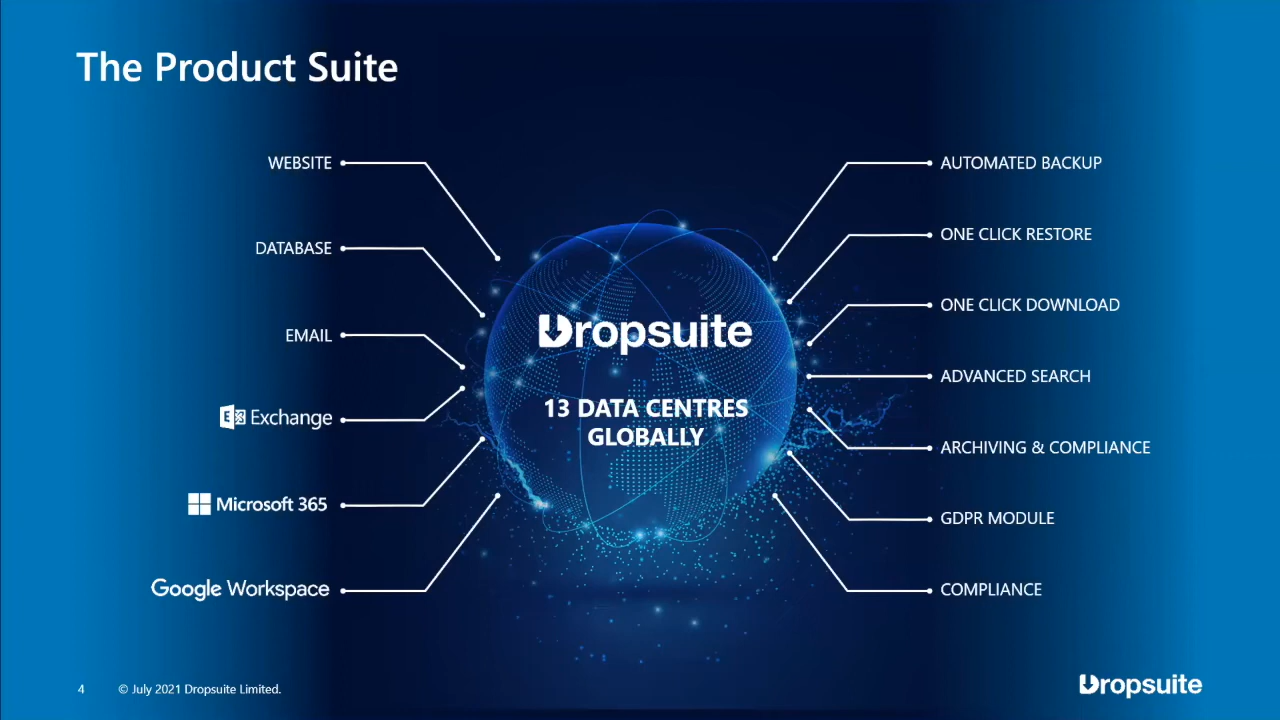 The Product Suite
WEBSITE
DATABASE
EMAIL
Exchange
Microsoft 365
Google Workspace
Dropsuite
13 DATA CENTRES
GLOBALLY
AUTOMATED BACKUP
ONE CLICK RESTORE
ONE CLICK DOWNLOAD
ADVANCED SEARCH
ARCHIVING & COMPLIANCE
GDPR MODULE
COMPLIANCE
4
© July 2021 Dropsuite Limited.
Dropsuite